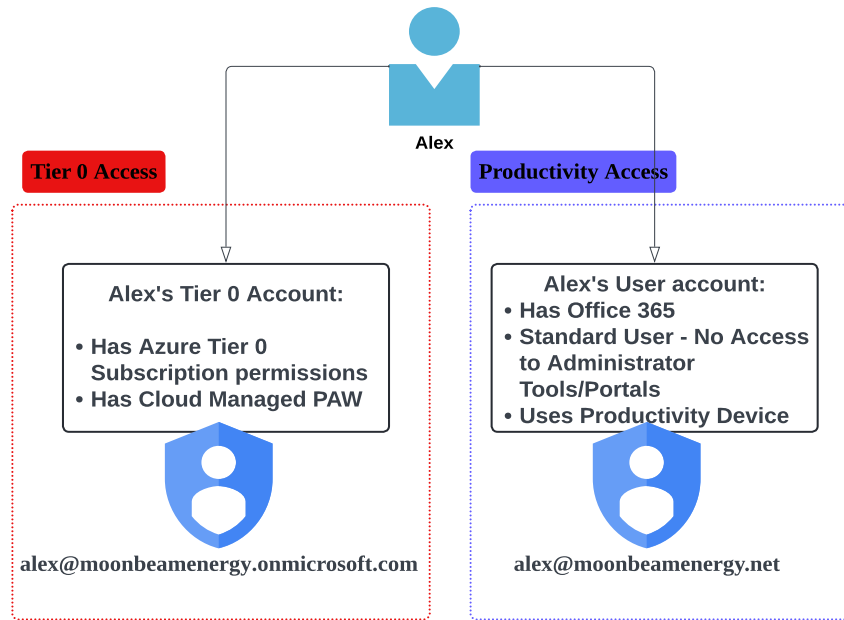 Alex
Tier 0 Access
Productivity Access
Alex's Tier 0 Account:
• Has Azure Tier 0
Subscription permissions
• Has Cloud Managed PAW
alex@moonbeamenergy.onmicrosoft.com
Alex's User account:
• Has Office 365
• Standard User - No Access
to Administrator
Tools/Portals
• Uses Productivity Device
alex@moonbeamenergy.net